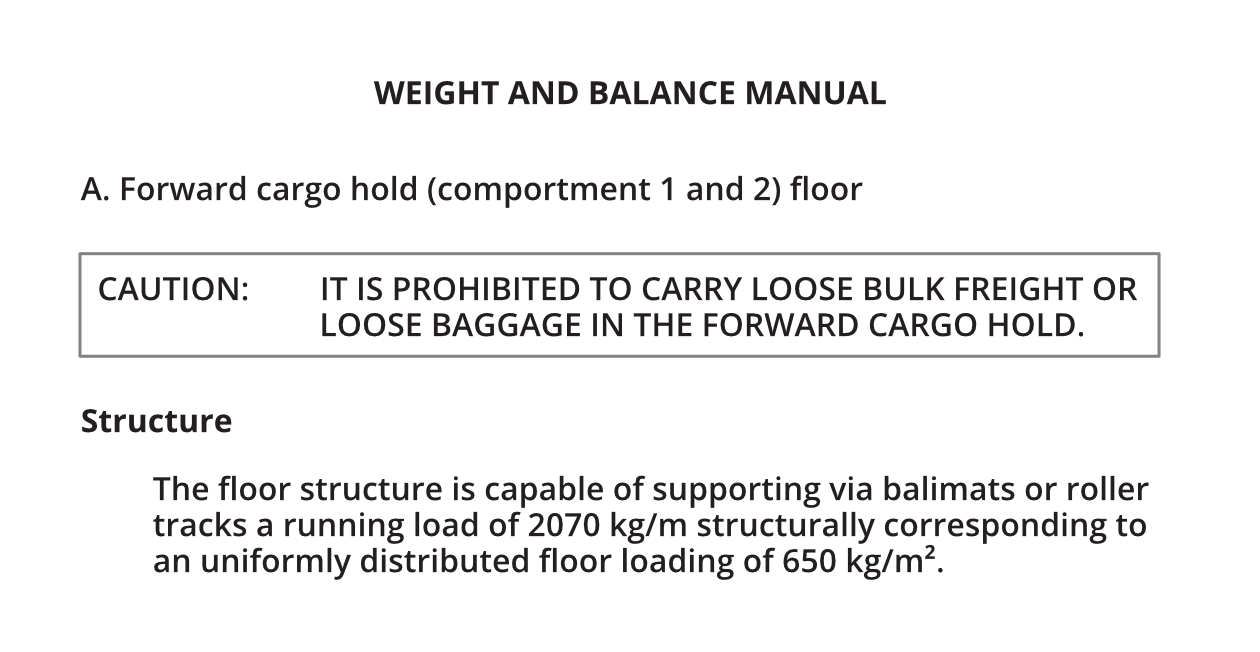 WEIGHT AND BALANCE MANUAL
A. Forward cargo hold (comportment 1 and 2) floor
CAUTION: IT IS PROHIBITED TO CARRY LOOSE BULK FREIGHT OR
LOOSE BAGGAGE IN THE FORWARD CARGO HOLD.
Structure
The floor structure is capable of supporting via balimats or roller
tracks a running load of 2070 kg/m structurally corresponding to
an uniformly distributed floor loading of 650 kg/m².